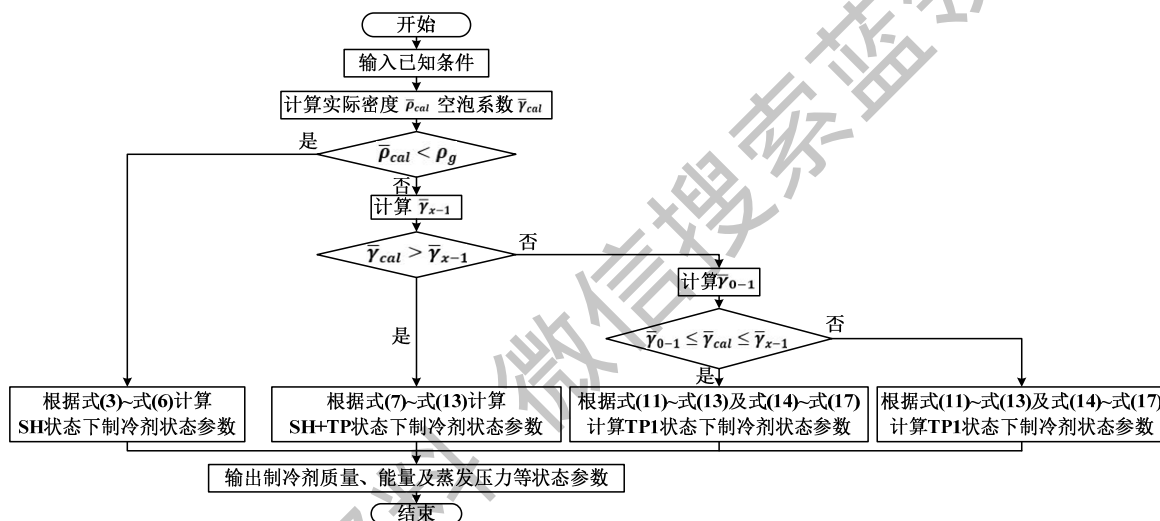 开始
输入已知条件
计算实际密度 ρ̅cal 空泡系数 γ̅cal
是
ρ̅cal < ρg
否
计算 γ̅x−1
γ̅cal > γ̅x−1
否
计算γ̅0−1
是
γ̅0−1 ≤ γ̅cal ≤ γ̅x−1
否
是
根据式(3)~式(6)计算
SH状态下制冷剂状态参数
根据式(7)~式(13)计算
SH+TP状态下制冷剂状态参数
根据式(11)~式(13)及式(14)~式(17)
计算TP1状态下制冷剂状态参数
根据式(11)~式(13)及式(14)~式(17)
计算TP1状态下制冷剂状态参数
输出制冷剂质量、能量及蒸发压力等状态参数
结束
微信搜索蓝
料